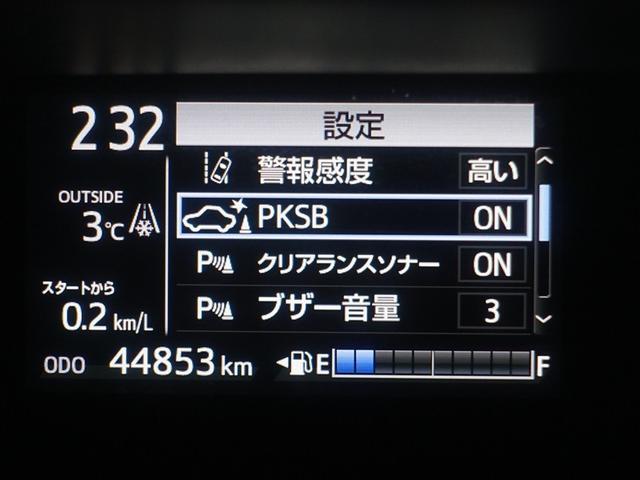 2 32
設定
警報感度 高い
OUTSIDE
3℃
PKSB ON
P クリアランスソナー ON
スタートから
0.2 km/L
P ブザー音量 3
ODO 44853 km
E F